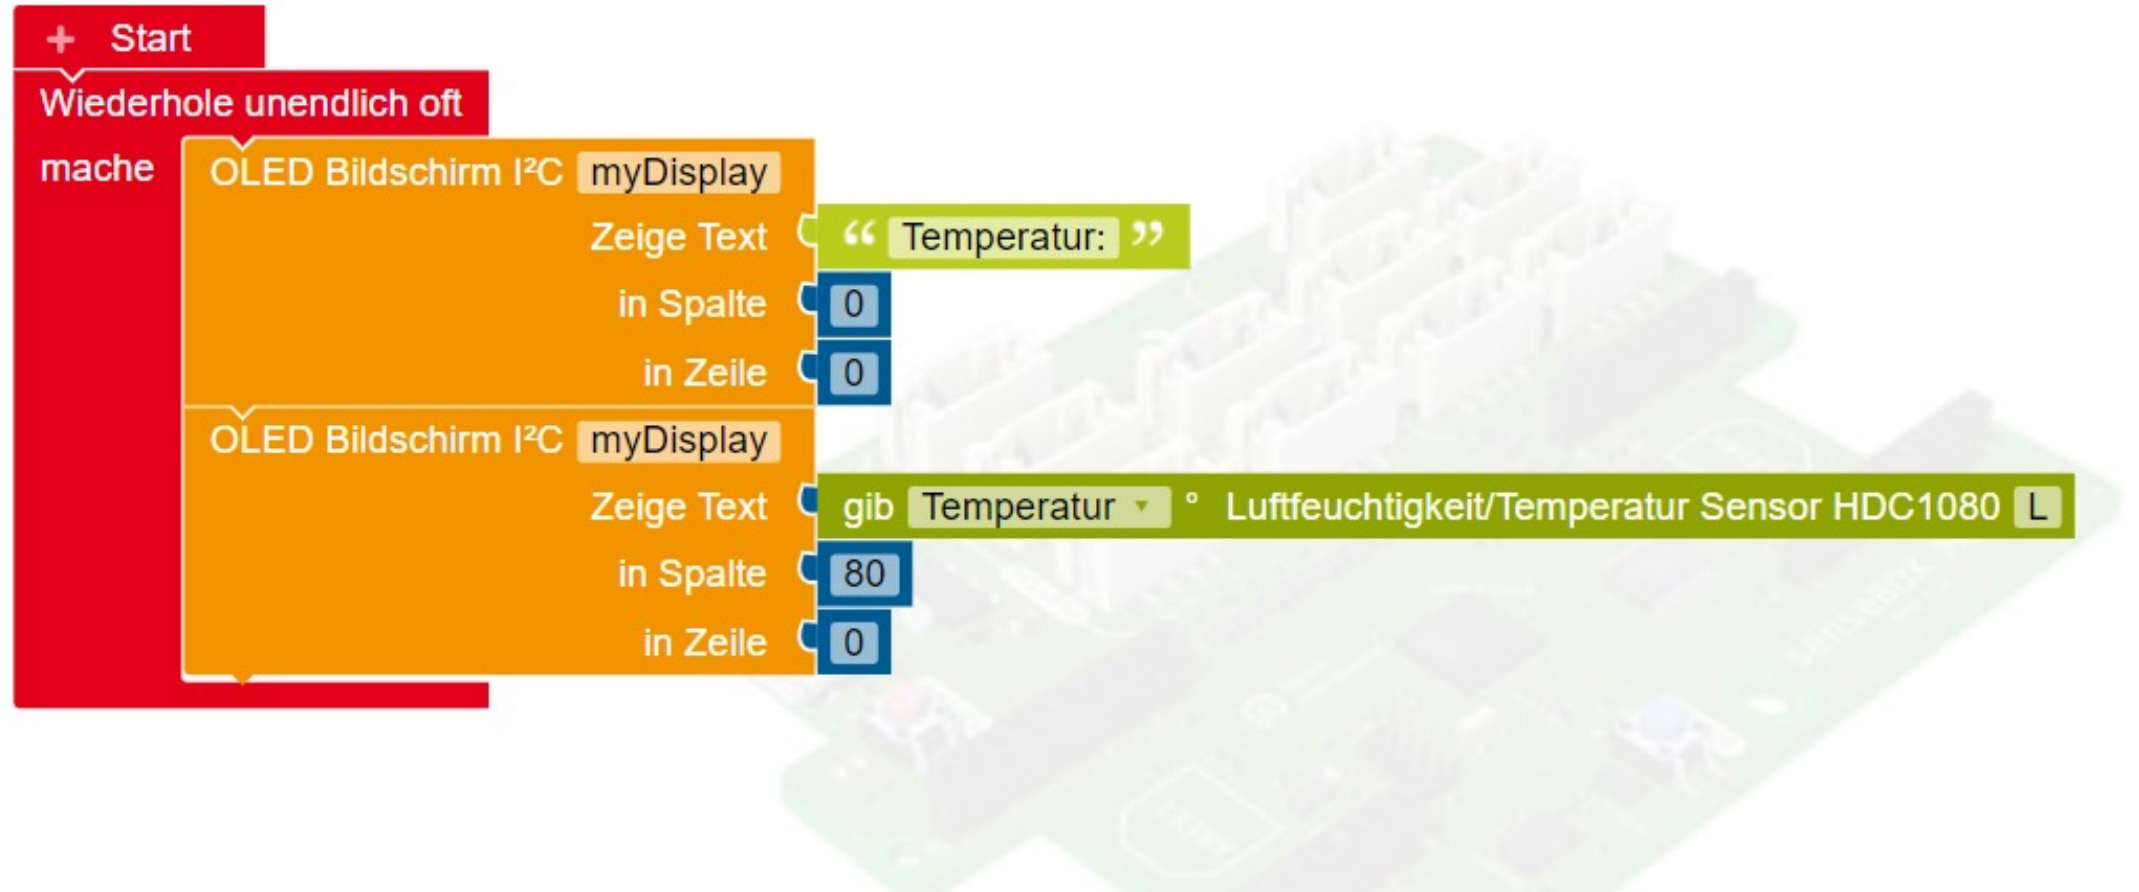 + Start
Wiederhole unendlich oft
mache
OLED Bildschirm I²C myDisplay
Zeige Text “ Temperatur: ”
in Spalte 0
in Zeile 0
OLED Bildschirm I²C myDisplay
Zeige Text gib Temperatur ° Luftfeuchtigkeit/Temperatur Sensor HDC1080 L
in Spalte 80
in Zeile 0